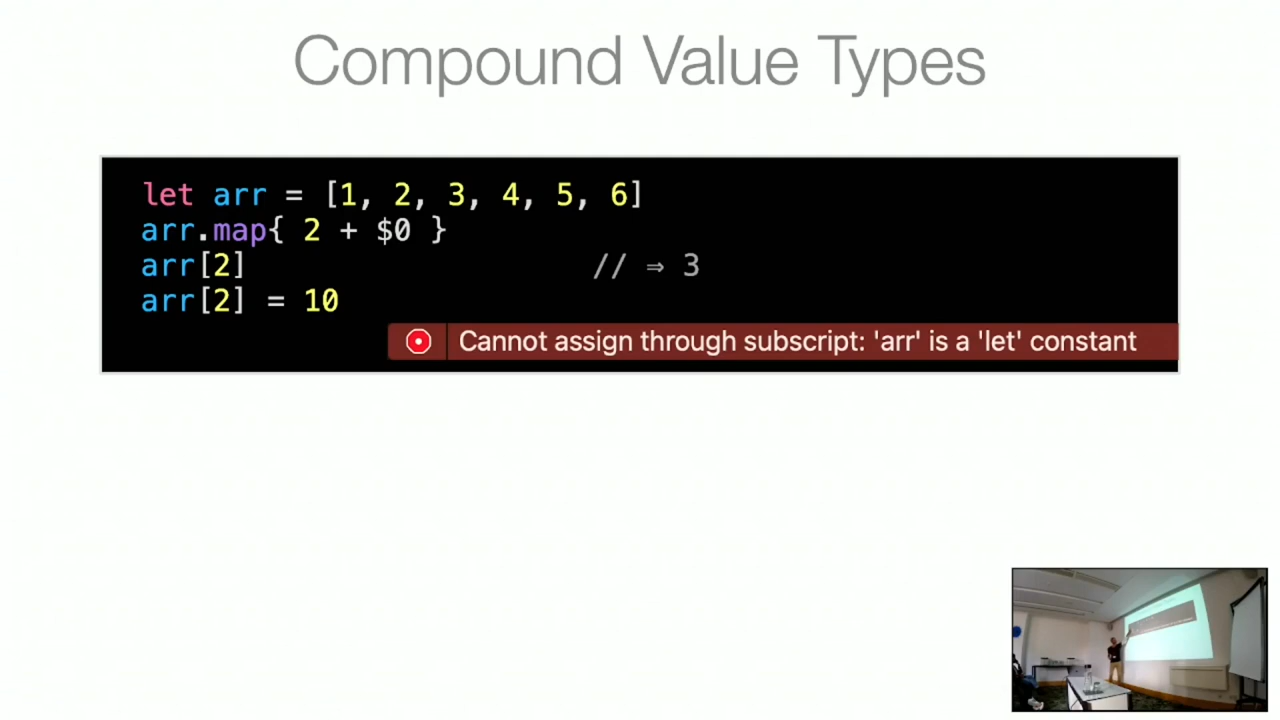 Compound Value Types
let arr = [1, 2, 3, 4, 5, 6]
arr.map{ 2 + $0 }
arr[2] // ⇒ 3
arr[2] = 10
Cannot assign through subscript: 'arr' is a 'let' constant